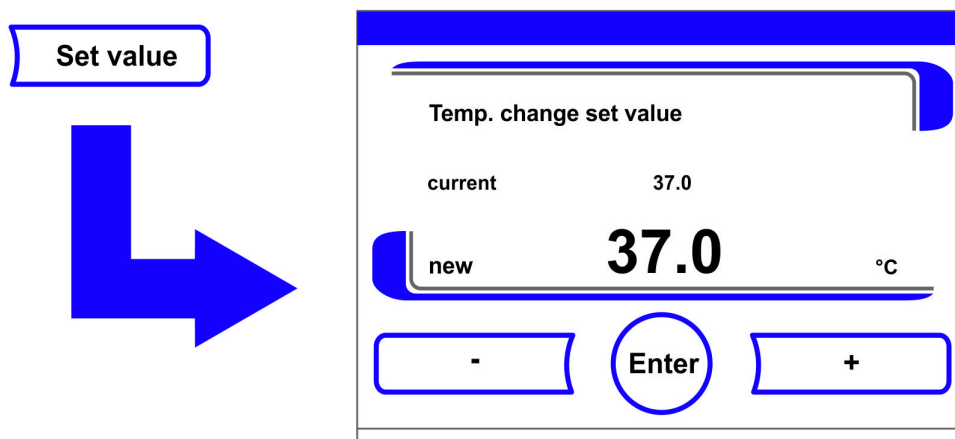 Set value
Temp. change set value
current 37.0
new 37.0 °C
- Enter +